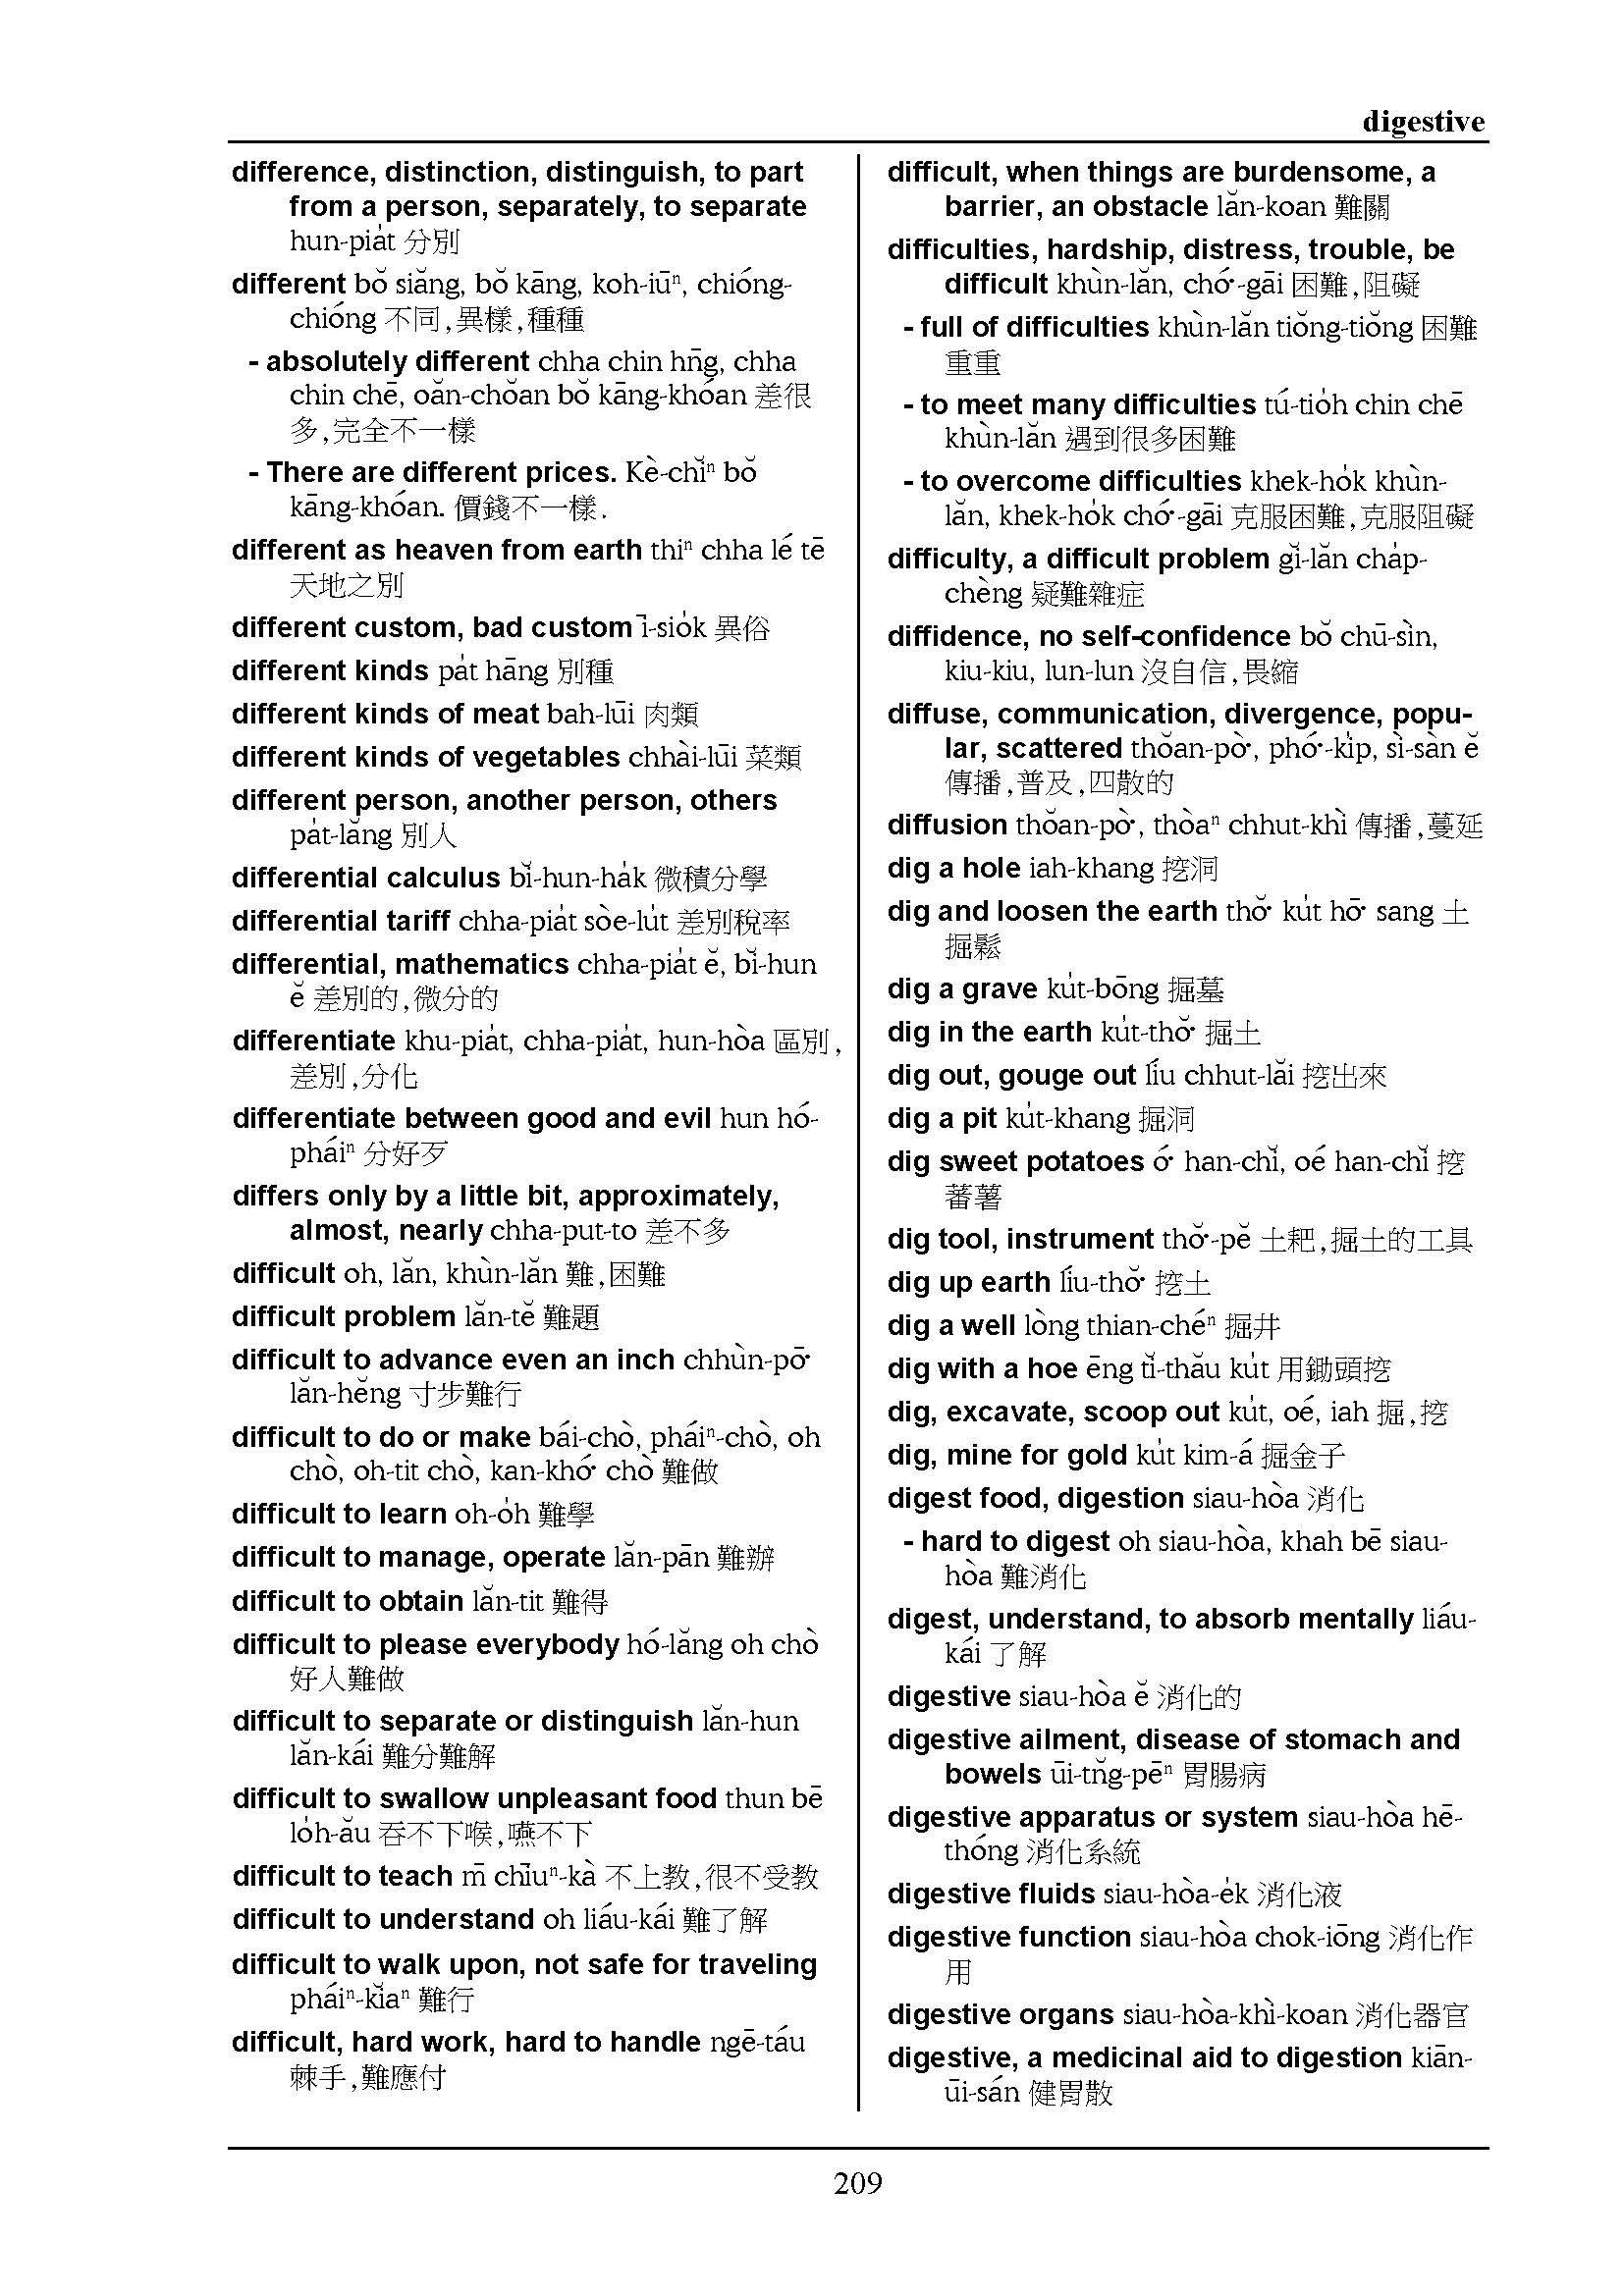 digestive
difference, distinction, distinguish, to part
from a person, separately, to separate
hun-pia̍t 分別
different bŏ siăng, bŏ kāng, koh-iūⁿ, chióng-
chióng 不同,異樣,種種
- absolutely different chha chin hn̄g, chha
chin chē, oăn-choăn bŏ kāng-khoán 差很
多,完全不一樣
- There are different prices. Kè-chĭⁿ bŏ
kāng-khoán. 價錢不一樣.
different as heaven from earth thiⁿ chha lé tē
天地之別
different custom, bad custom ī-sio̍k 異俗
different kinds pa̍t hāng 別種
different kinds of meat bah-lūi 肉類
different kinds of vegetables chhài-lūi 菜類
different person, another person, others
pa̍t-lăng 別人
differential calculus bĭ-hun-ha̍k 微積分學
differential tariff chha-pia̍t sòe-lu̍t 差別稅率
differential, mathematics chha-pia̍t ĕ, bĭ-hun
ĕ 差別的,微分的
differentiate khu-pia̍t, chha-pia̍t, hun-hòa 區別,
差別,分化
differentiate between good and evil hun hó-
pháiⁿ 分好歹
differs only by a little bit, approximately,
almost, nearly chha-put-to 差不多
difficult oh, lăn, khùn-lăn 難,困難
difficult problem lăn-tĕ 難題
difficult to advance even an inch chhùn-pō͘
lăn-hĕng 寸步難行
difficult to do or make bái-chò, pháiⁿ-chò, oh
chò, oh-tit chò, kan-khó͘ chò 難做
difficult to learn oh-o̍h 難學
difficult to manage, operate lăn-pān 難辦
difficult to obtain lăn-tit 難得
difficult to please everybody hó-lăng oh chò
好人難做
difficult to separate or distinguish lăn-hun
lăn-kái 難分難解
difficult to swallow unpleasant food thun bē
lo̍h-ău 吞不下喉,嚥不下
difficult to teach m̄ chīuⁿ-kà 不上教,很不受教
difficult to understand oh liáu-kái 難了解
difficult to walk upon, not safe for traveling
pháiⁿ-kĭaⁿ 難行
difficult, hard work, hard to handle ngē-táu
棘手,難應付
difficult, when things are burdensome, a
barrier, an obstacle lăn-koan 難關
difficulties, hardship, distress, trouble, be
difficult khùn-lăn, chó͘-gāi 困難,阻礙
- full of difficulties khùn-lăn tiŏng-tiŏng 困難
重重
- to meet many difficulties tú-tio̍h chin chē
khùn-lăn 遇到很多困難
- to overcome difficulties khek-ho̍k khùn-
lăn, khek-ho̍k chó͘-gāi 克服困難,克服阻礙
difficulty, a difficult problem gĭ-lăn cha̍p-
chèng 疑難雜症
diffidence, no self-confidence bŏ chū-sìn,
kiu-kiu, lun-lun 沒自信,畏縮
diffuse, communication, divergence, popu-
lar, scattered thŏan-pò͘, phó͘-ki̍p, sì-sàn ĕ
傳播,普及,四散的
diffusion thŏan-pò͘, thòaⁿ chhut-khì 傳播,蔓延
dig a hole iah-khang 挖洞
dig and loosen the earth thŏ͘ ku̍t hō͘ sang 土
掘鬆
dig a grave ku̍t-bōng 掘墓
dig in the earth ku̍t-thŏ͘ 掘土
dig out, gouge out líu chhut-lăi 挖出來
dig a pit ku̍t-khang 掘洞
dig sweet potatoes ó͘ han-chĭ, oé han-chĭ 挖
蕃薯
dig tool, instrument thŏ͘-pĕ 土耙,掘土的工具
dig up earth líu-thŏ͘ 挖土
dig a well lòng thian-chéⁿ 掘井
dig with a hoe ēng tĭ-thău ku̍t 用鋤頭挖
dig, excavate, scoop out ku̍t, oé, iah 掘,挖
dig, mine for gold ku̍t kim-á 掘金子
digest food, digestion siau-hòa 消化
- hard to digest oh siau-hòa, khah bē siau-
hòa 難消化
digest, understand, to absorb mentally liáu-
kái 了解
digestive siau-hòa ĕ 消化的
digestive ailment, disease of stomach and
bowels ūi-tn̆g-pēⁿ 胃腸病
digestive apparatus or system siau-hòa hē-
thóng 消化系統
digestive fluids siau-hòa-e̍k 消化液
digestive function siau-hòa chok-iōng 消化作
用
digestive organs siau-hòa-khì-koan 消化器官
digestive, a medicinal aid to digestion kiān-
ūi-sán 健胃散
209